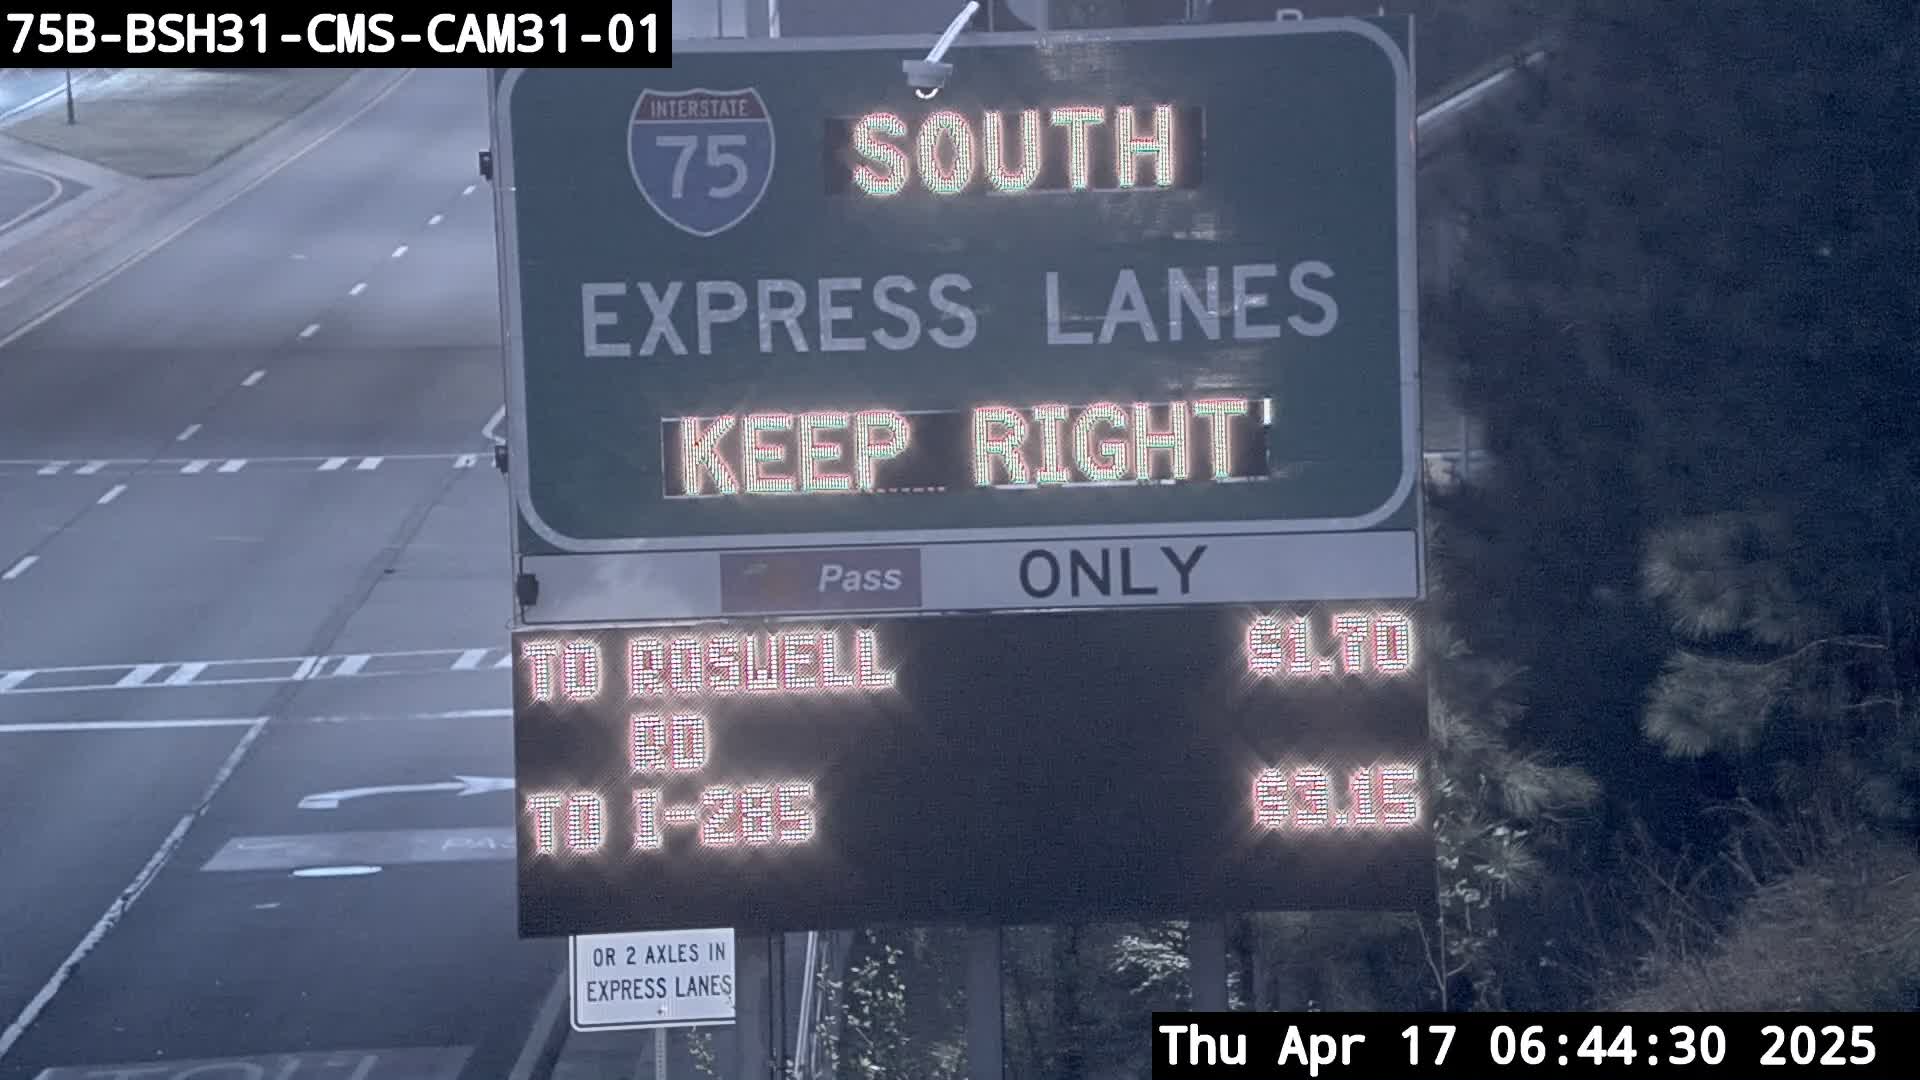 75B-BSH31-CMS-CAM31-01
INTERSTATE
75
SOUTH
EXPRESS LANES
KEEP RIGHT
Pass ONLY
TO ROSWELL $1.70
RD
TO I-285 $3.15
OR 2 AXLES IN
EXPRESS LANES
Thu Apr 17 06:44:30 2025